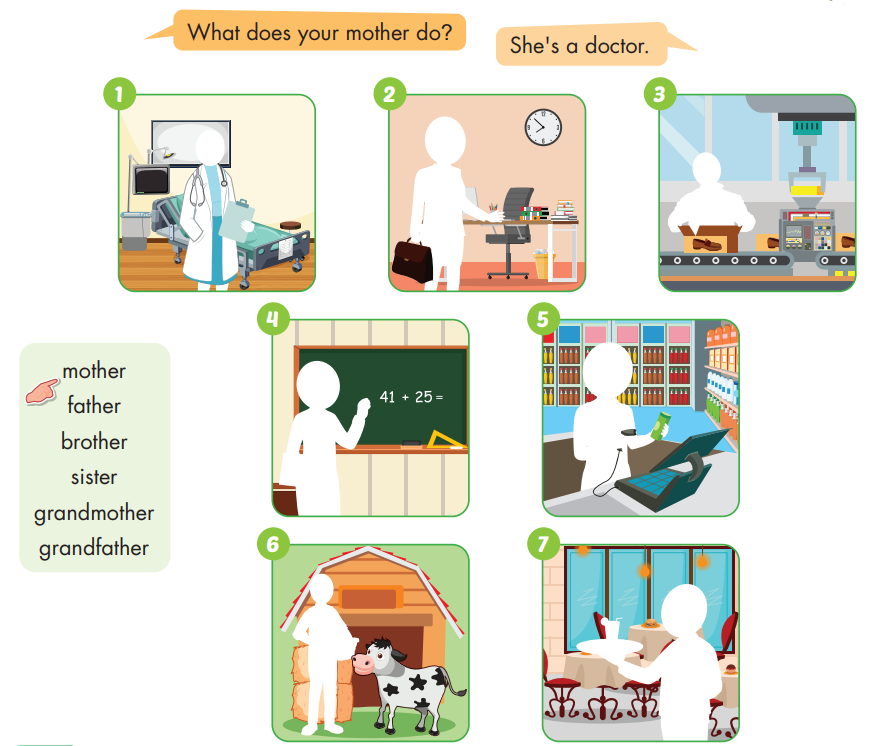 What does your mother do?
She's a doctor.
1
2
3
4
41 + 25 =
5
mother
father
brother
sister
grandmother
grandfather
6
7